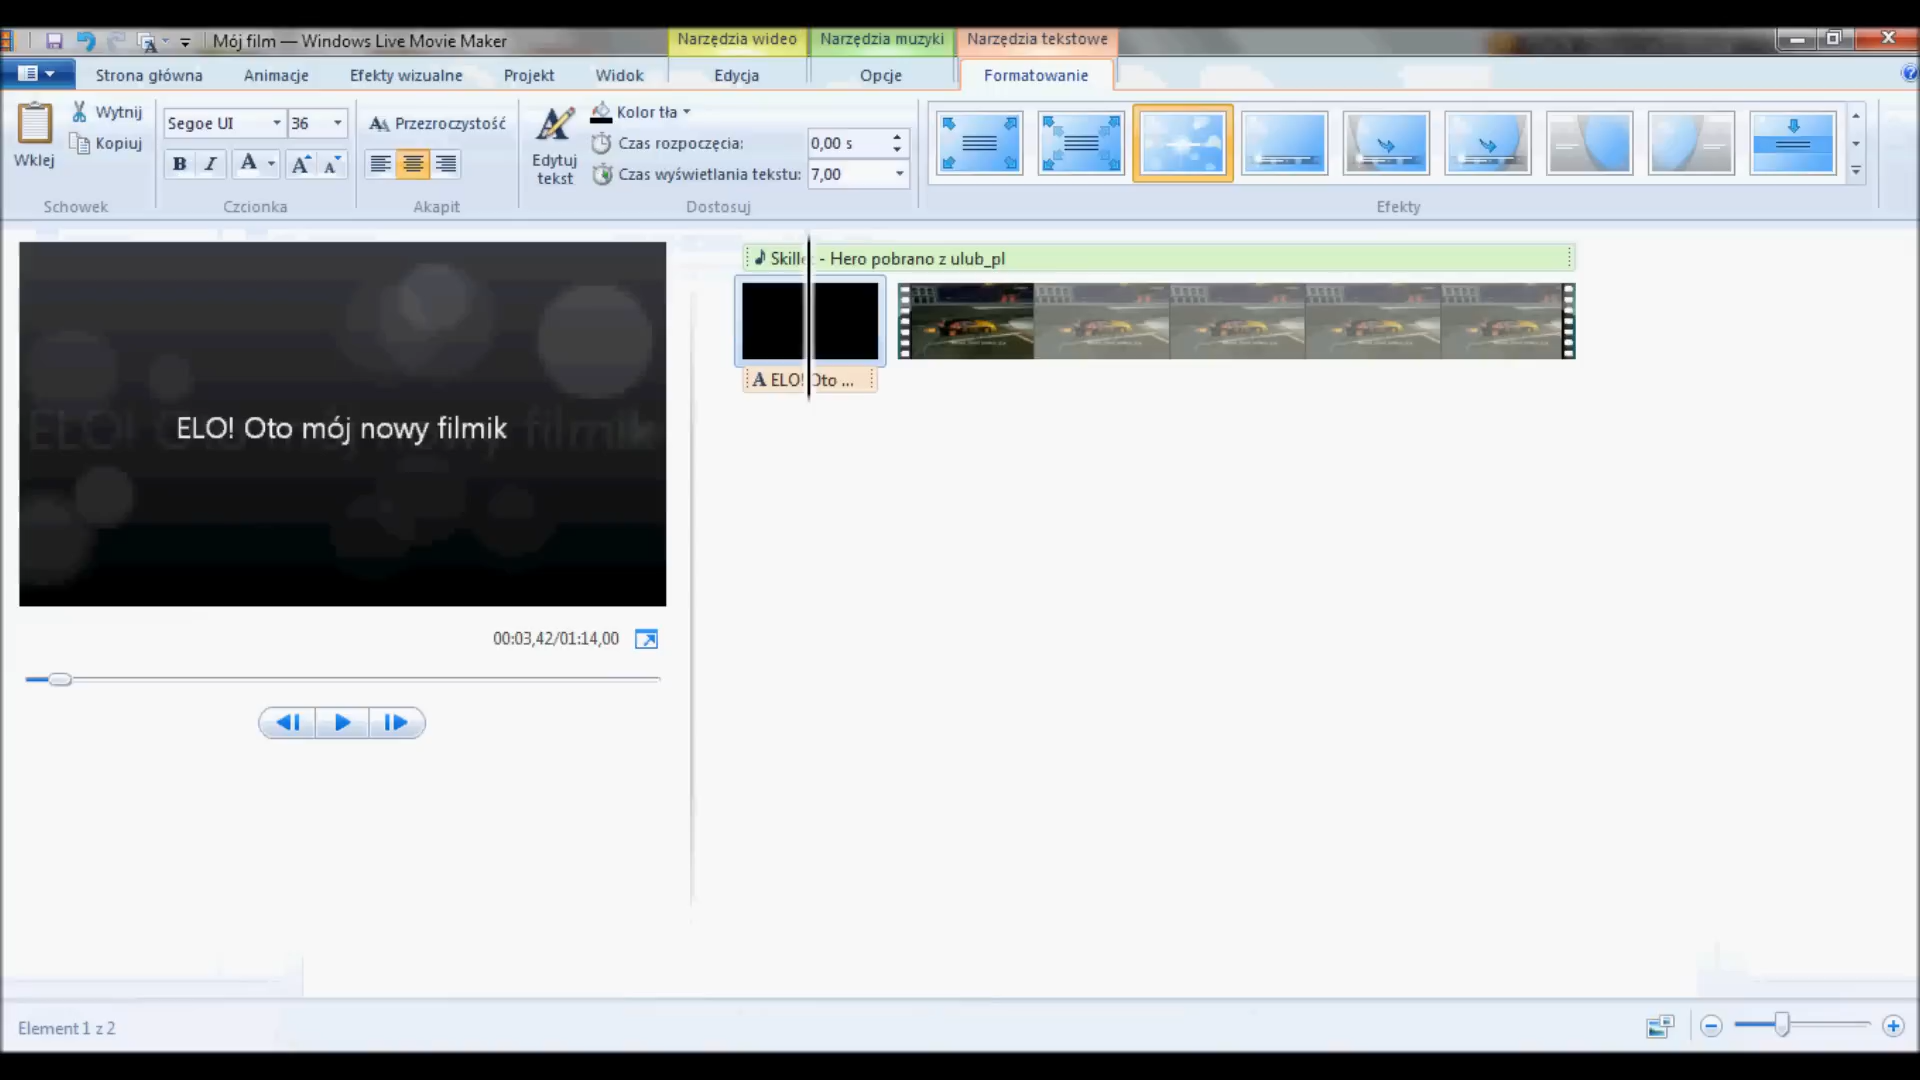 Mój film — Windows Live Movie Maker
Narzędzia wideo
Narzędzia muzyki
Narzędzia tekstowe
Strona główna
Animacje
Efekty wizualne
Projekt
Widok
Edycja
Opcje
Formatowanie
Wklej
Wytnij
Kopiuj
Schowek
Segoe UI
36
B I A A A
Czcionka
Przezroczystość
Akapit
Edytuj
tekst
Kolor tła
Czas rozpoczęcia:
0,00 s
Czas wyświetlania tekstu:
7,00
Dostosuj
Efekty
ELO! Oto mój nowy filmik
00:03,42/01:14,00
- Hero pobrano z ulub_pl
A ELO! Oto ...
Element 1 z 2